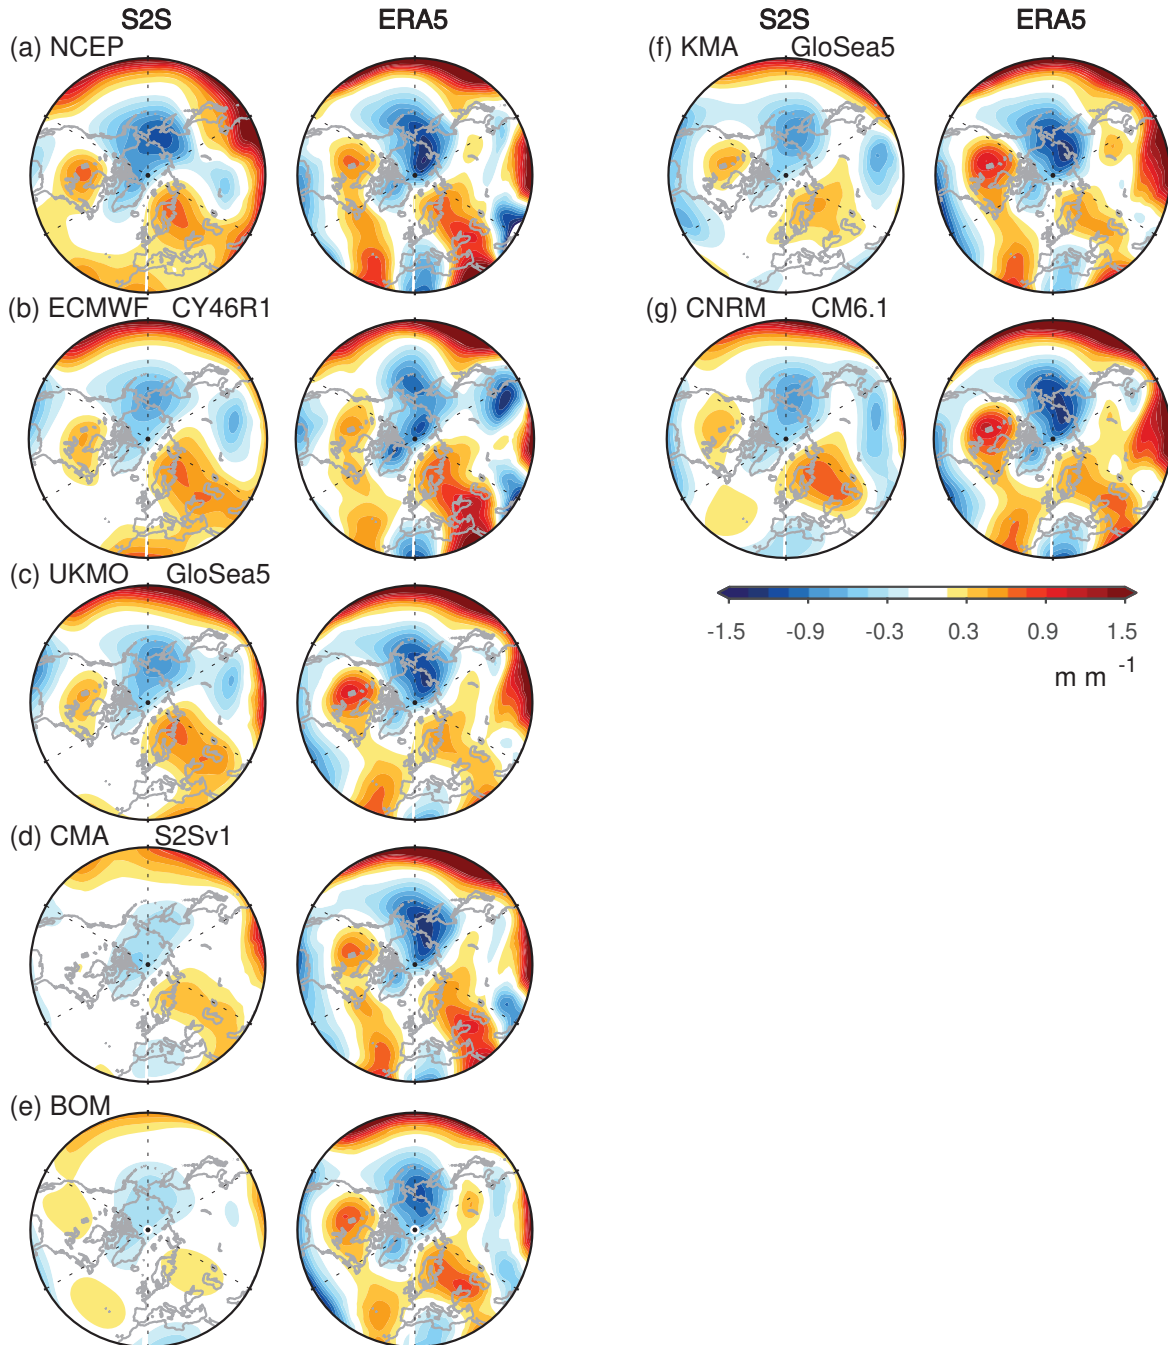 S2S ERA5 S2S ERA5
(a) NCEP
(f) KMA GloSea5
(b) ECMWF CY46R1
(g) CNRM CM6.1
(c) UKMO GloSea5
-1.5 -0.9 -0.3 0.3 0.9 1.5
m m -1
(d) CMA S2Sv1
(e) BOM